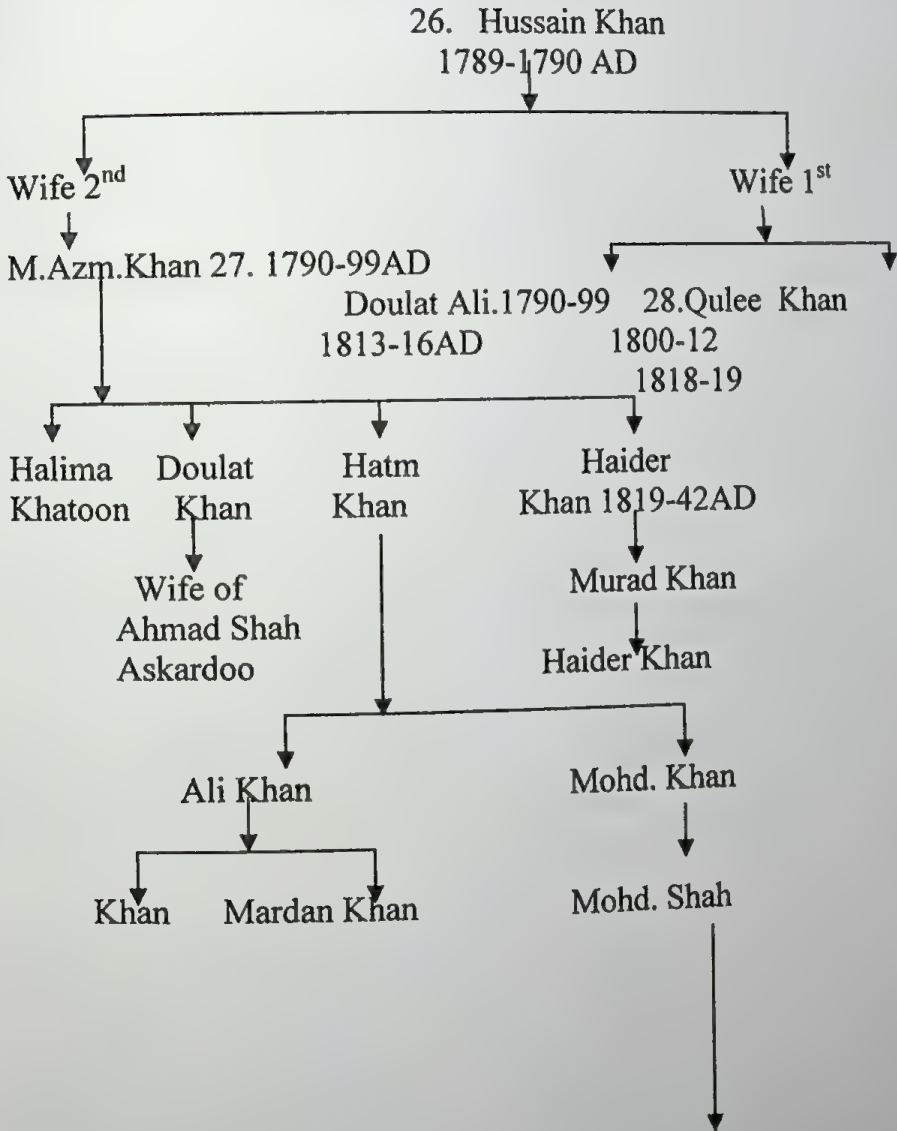 26. Hussain Khan
1789-1790 AD
Wife 2nd
Wife 1st
M.Azm.Khan 27. 1790-99AD
Doulat Ali.1790-99
1813-16AD
28.Qulee Khan
1800-12
1818-19
Halima
Khatoon
Doulat
Khan
Hatm
Khan
Haider
Khan 1819-42AD
Wife of
Ahmad Shah
Askardoo
Murad Khan
Haider Khan
Ali Khan
Mohd. Khan
Khan
Mardan Khan
Mohd. Shah